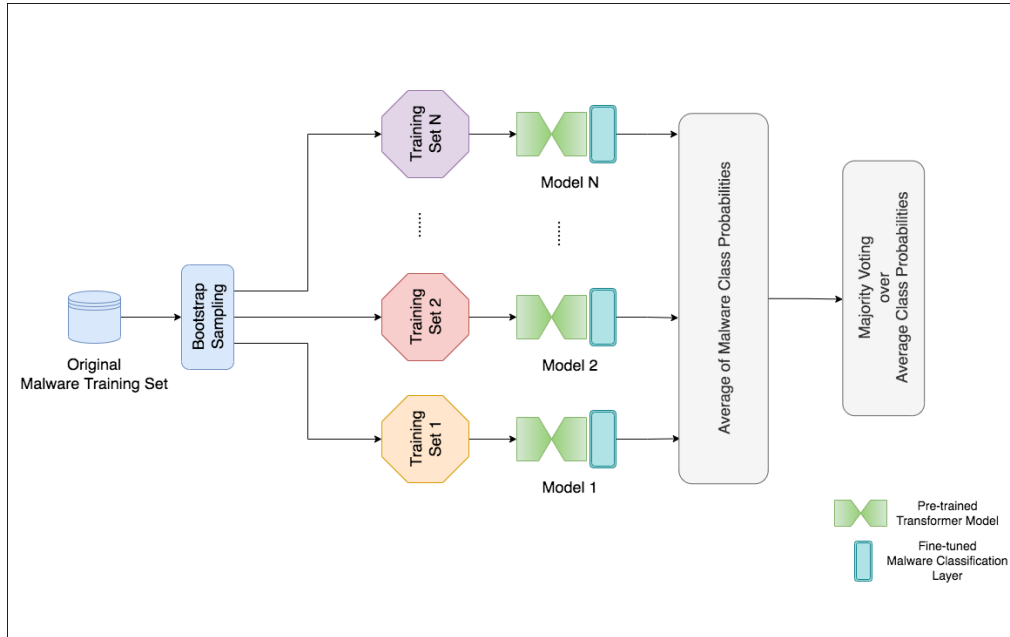 Original
Malware Training Set
Bootstrap
Sampling
Training
Set N
Model N
Training
Set 2
Model 2
Training
Set 1
Model 1
Average of Malware Class Probabilities
Majority Voting
over
Average Class Probabilities
Pre-trained
Transformer Model
Fine-tuned
Malware Classification
Layer